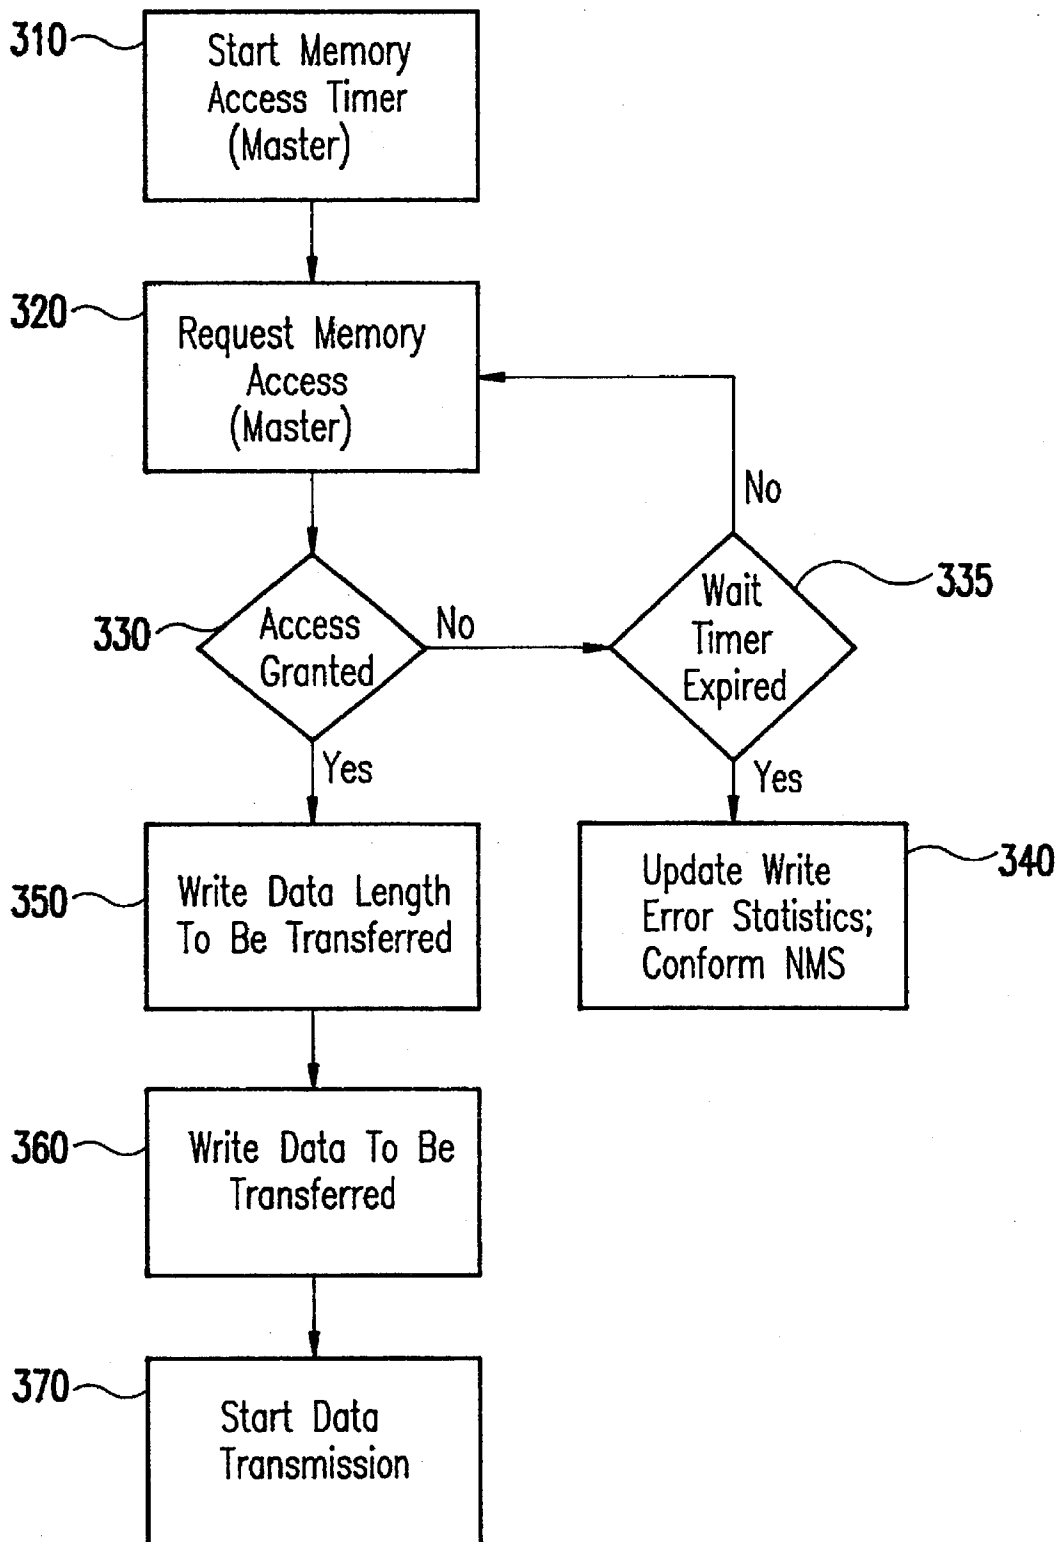 310
Start Memory
Access Timer
(Master)
320
Request Memory
Access
(Master)
No
330
Access
Granted
No
Wait
Timer
Expired
335
Yes
Yes
350
Write Data Length
To Be Transferred
Update Write
Error Statistics;
Conform NMS
340
360
Write Data To Be
Transferred
370
Start Data
Transmission